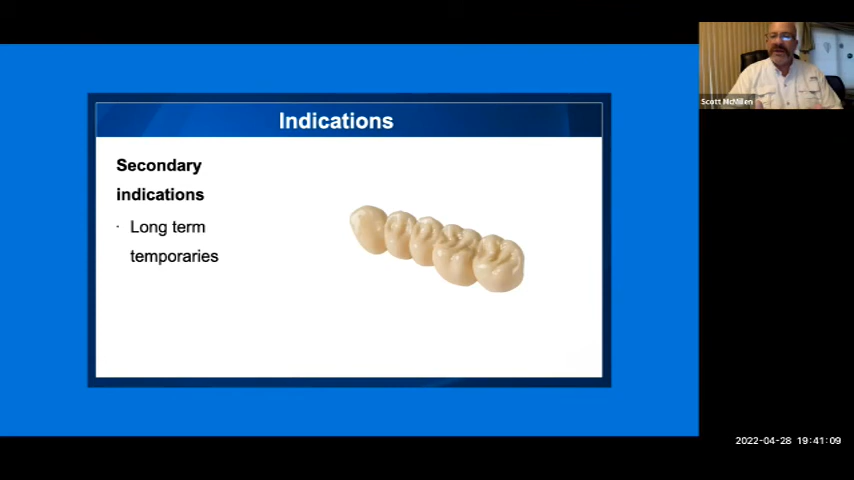 Indications
Secondary
indications
· Long term
temporaries
Scott McMillen
2022-04-28 19:41:09